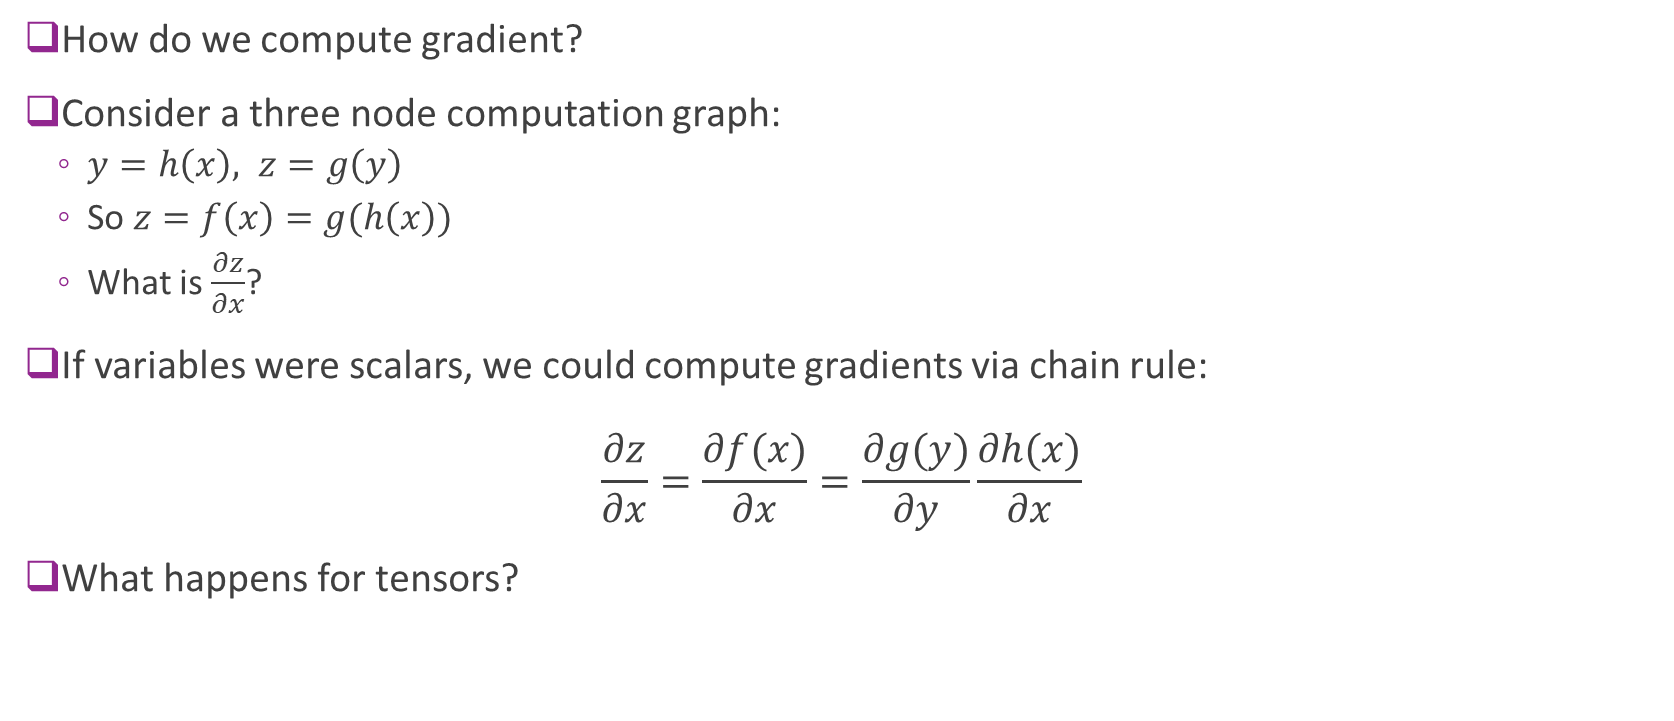 ❑How do we compute gradient?
❑Consider a three node computation graph:
◦ 𝑦 = ℎ(𝑥), 𝑧 = 𝑔(𝑦)
◦ So 𝑧 = 𝑓(𝑥) = 𝑔(ℎ(𝑥))
◦ What is ∂𝑧/∂𝑥?
❑If variables were scalars, we could compute gradients via chain rule:
∂𝑧/∂𝑥 = ∂𝑓(𝑥)/∂𝑥 = ∂𝑔(𝑦)/∂𝑦 ∂ℎ(𝑥)/∂𝑥
❑What happens for tensors?